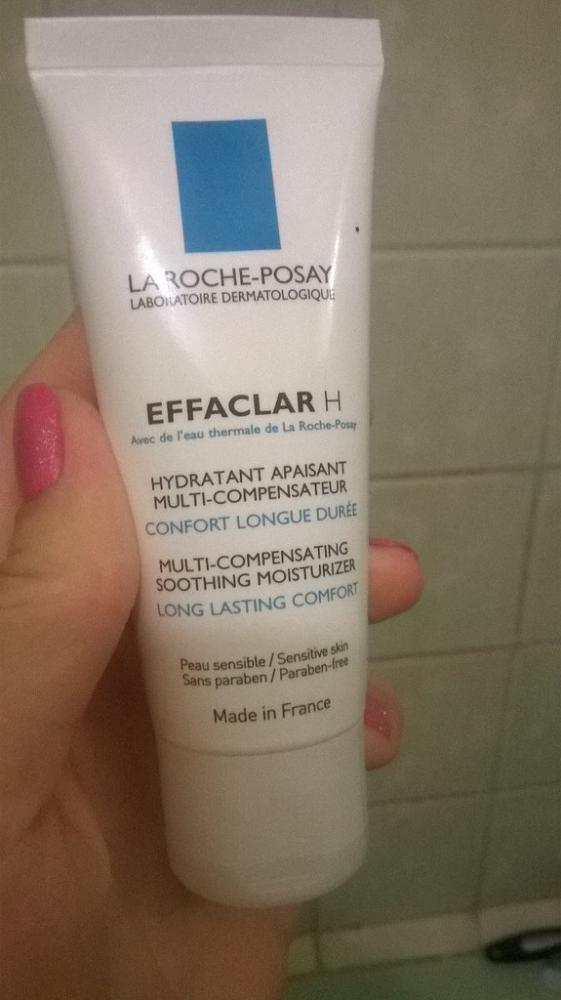 LA ROCHE-POSAY
LABORATOIRE DERMATOLOGIQUE
EFFACLAR H
Avec de l'eau thermale de La Roche-Posay
HYDRATANT APAISANT
MULTI-COMPENSATEUR
CONFORT LONGUE DURÉE
MULTI-COMPENSATING
SOOTHING MOISTURIZER
LONG LASTING COMFORT
Peau sensible / Sensitive skin
Sans paraben / Paraben-free
Made in France